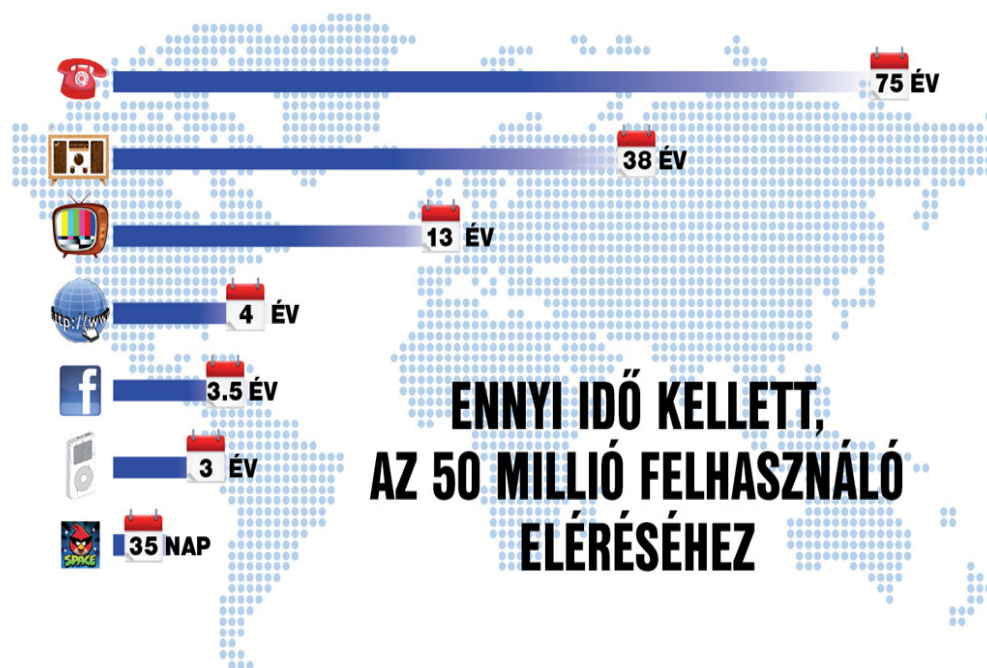 75 ÉV
38 ÉV
13 ÉV
4 ÉV
http://www
3.5 ÉV
f
3 ÉV
35 NAP
SPACE
ENNYI IDŐ KELLETT,
AZ 50 MILLIÓ FELHASZNÁLÓ
ELÉRÉSÉHEZ